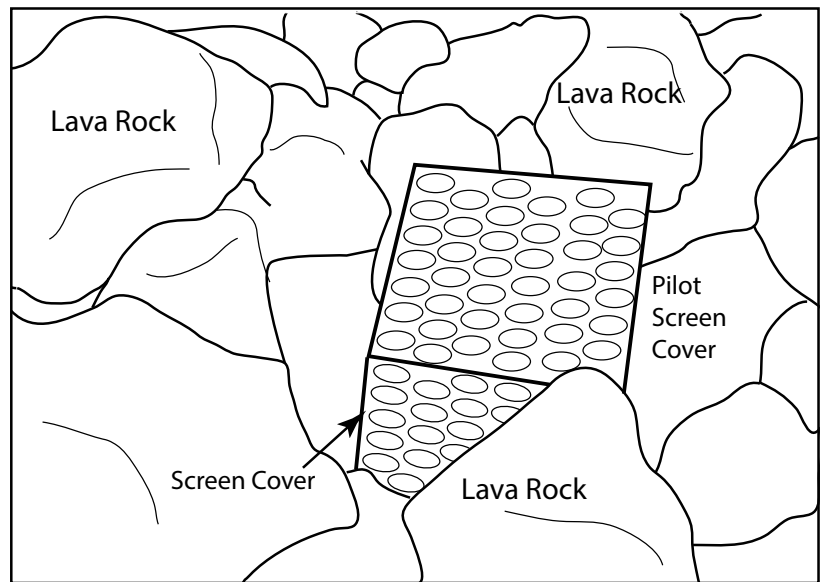 Lava Rock
Lava Rock
Pilot
Screen
Cover
Screen Cover
Lava Rock